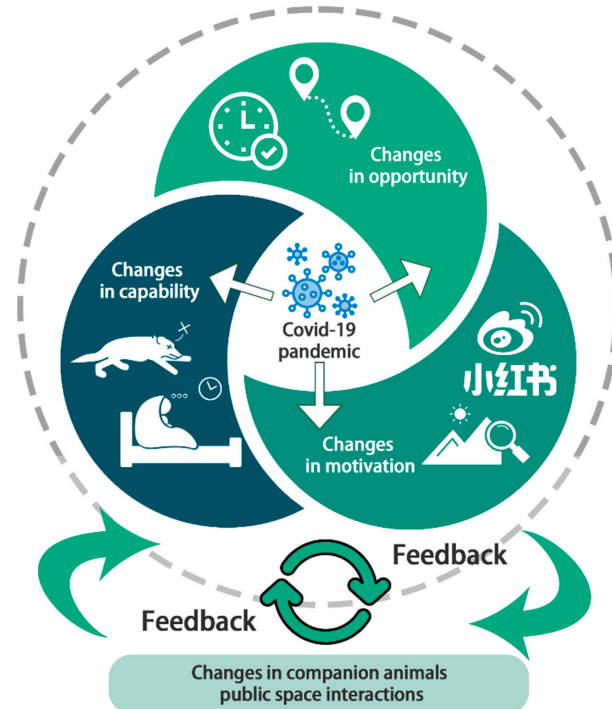 Changes
in opportunity
Changes
in capability
Covid-19
pandemic
小红书
Changes
in motivation
Feedback
Feedback
Changes in companion animals
public space interactions